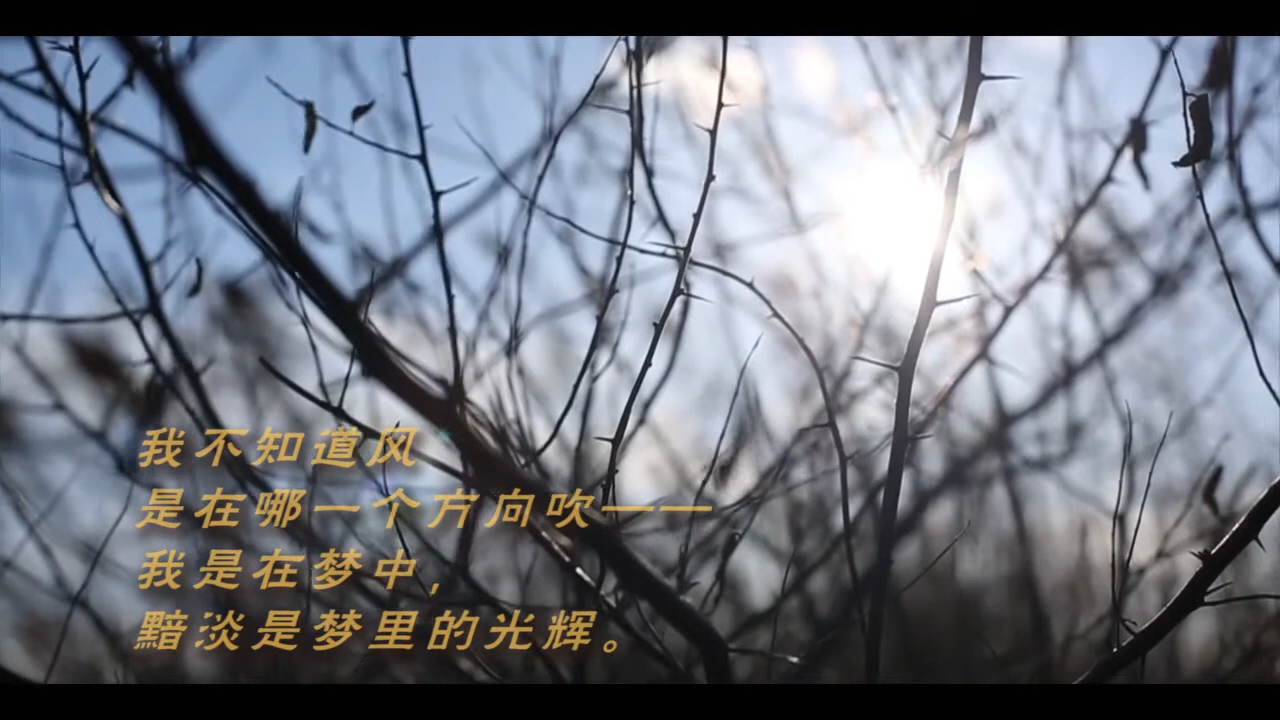 我不知道风
是在哪一个方向吹——
我是在梦中，
黯淡是梦里的光辉。